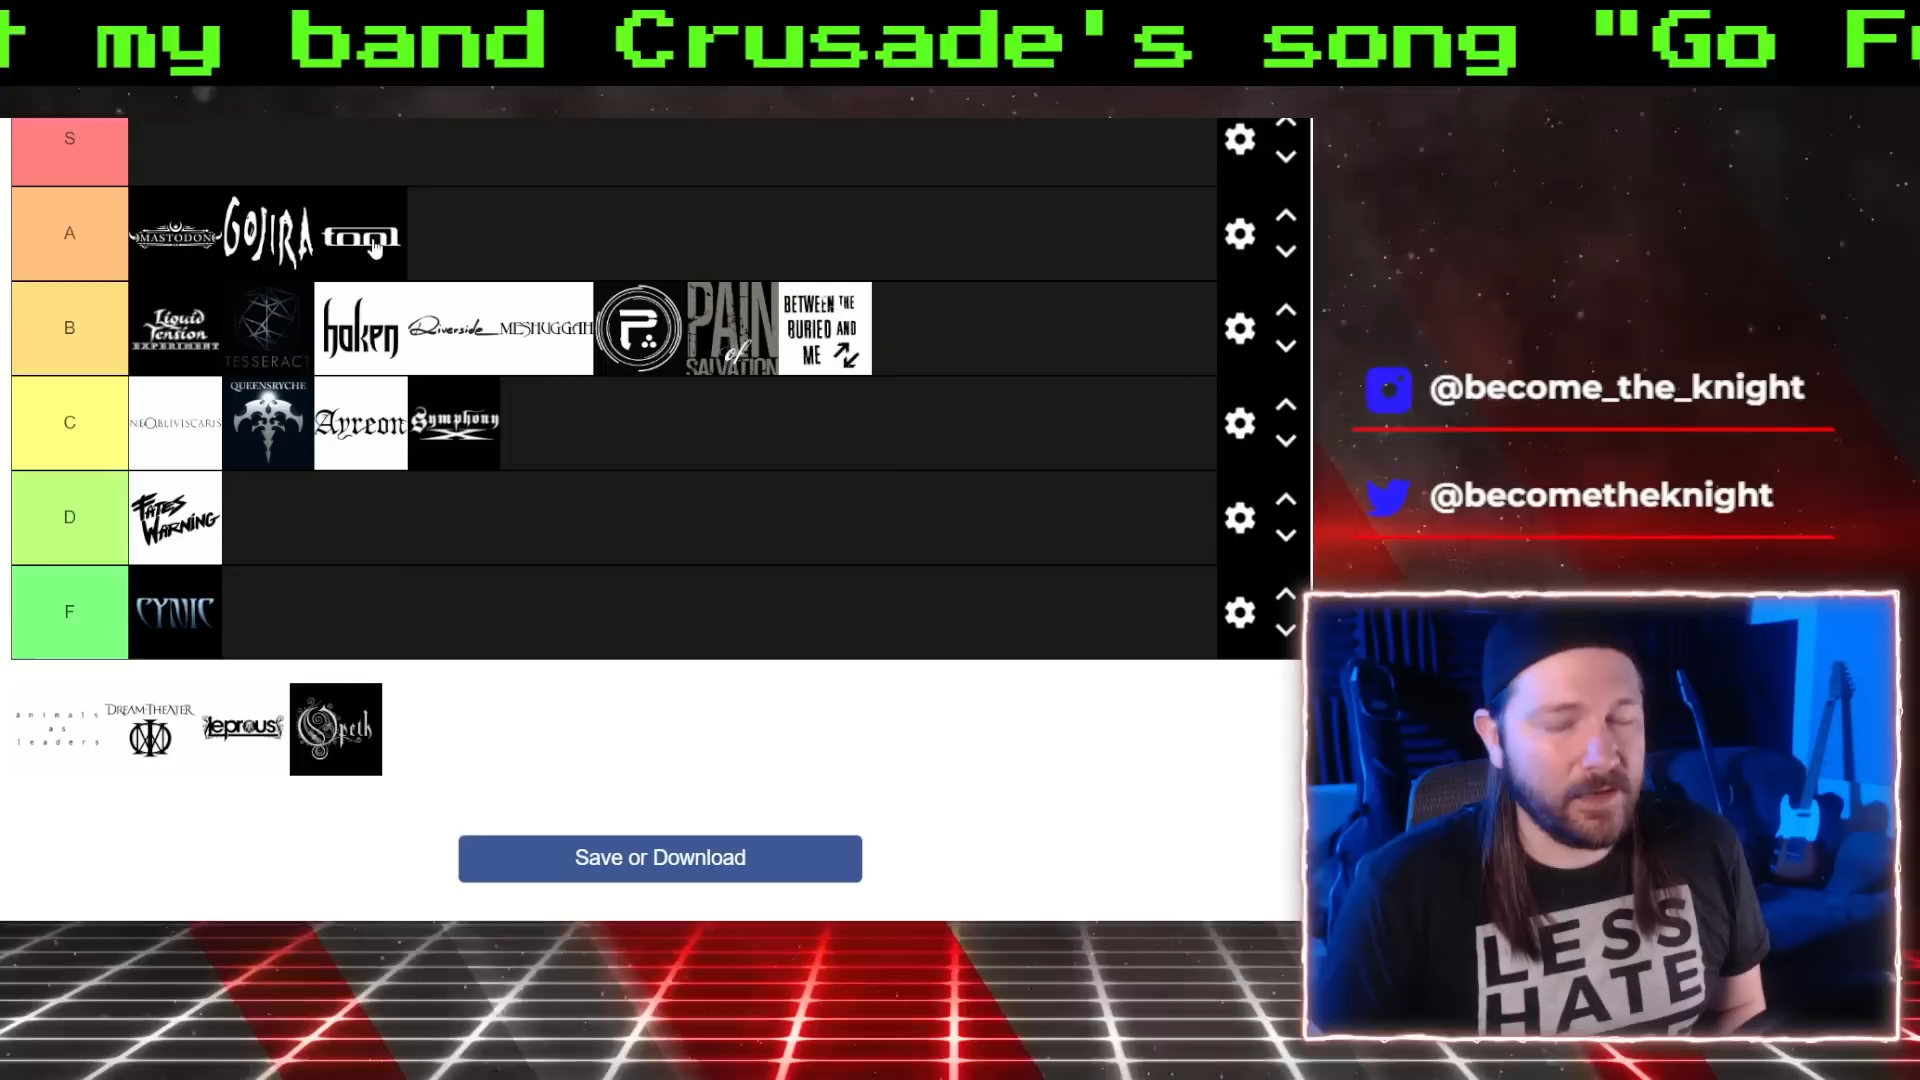 my band Crusade's song "Go F
S
A
MASTODON
GOJIRA
TOOL
B
Liquid
Tension
EXPERIMENT
TESSERACT
haken
Riverside
MESHUGGAH
P
PAIN
of
SALVATION
BETWEEN THE
BURIED AND
ME
C
NE OBLIVISCARIS
QUEENSRYCHE
Ayreon
Symphony
X
D
FATES
WARNING
F
CYNIC
animals
as
leaders
DREAM THEATER
leprous
Opeth
Save or Download
@become_the_knight
@becometheknight
LESS
HATE